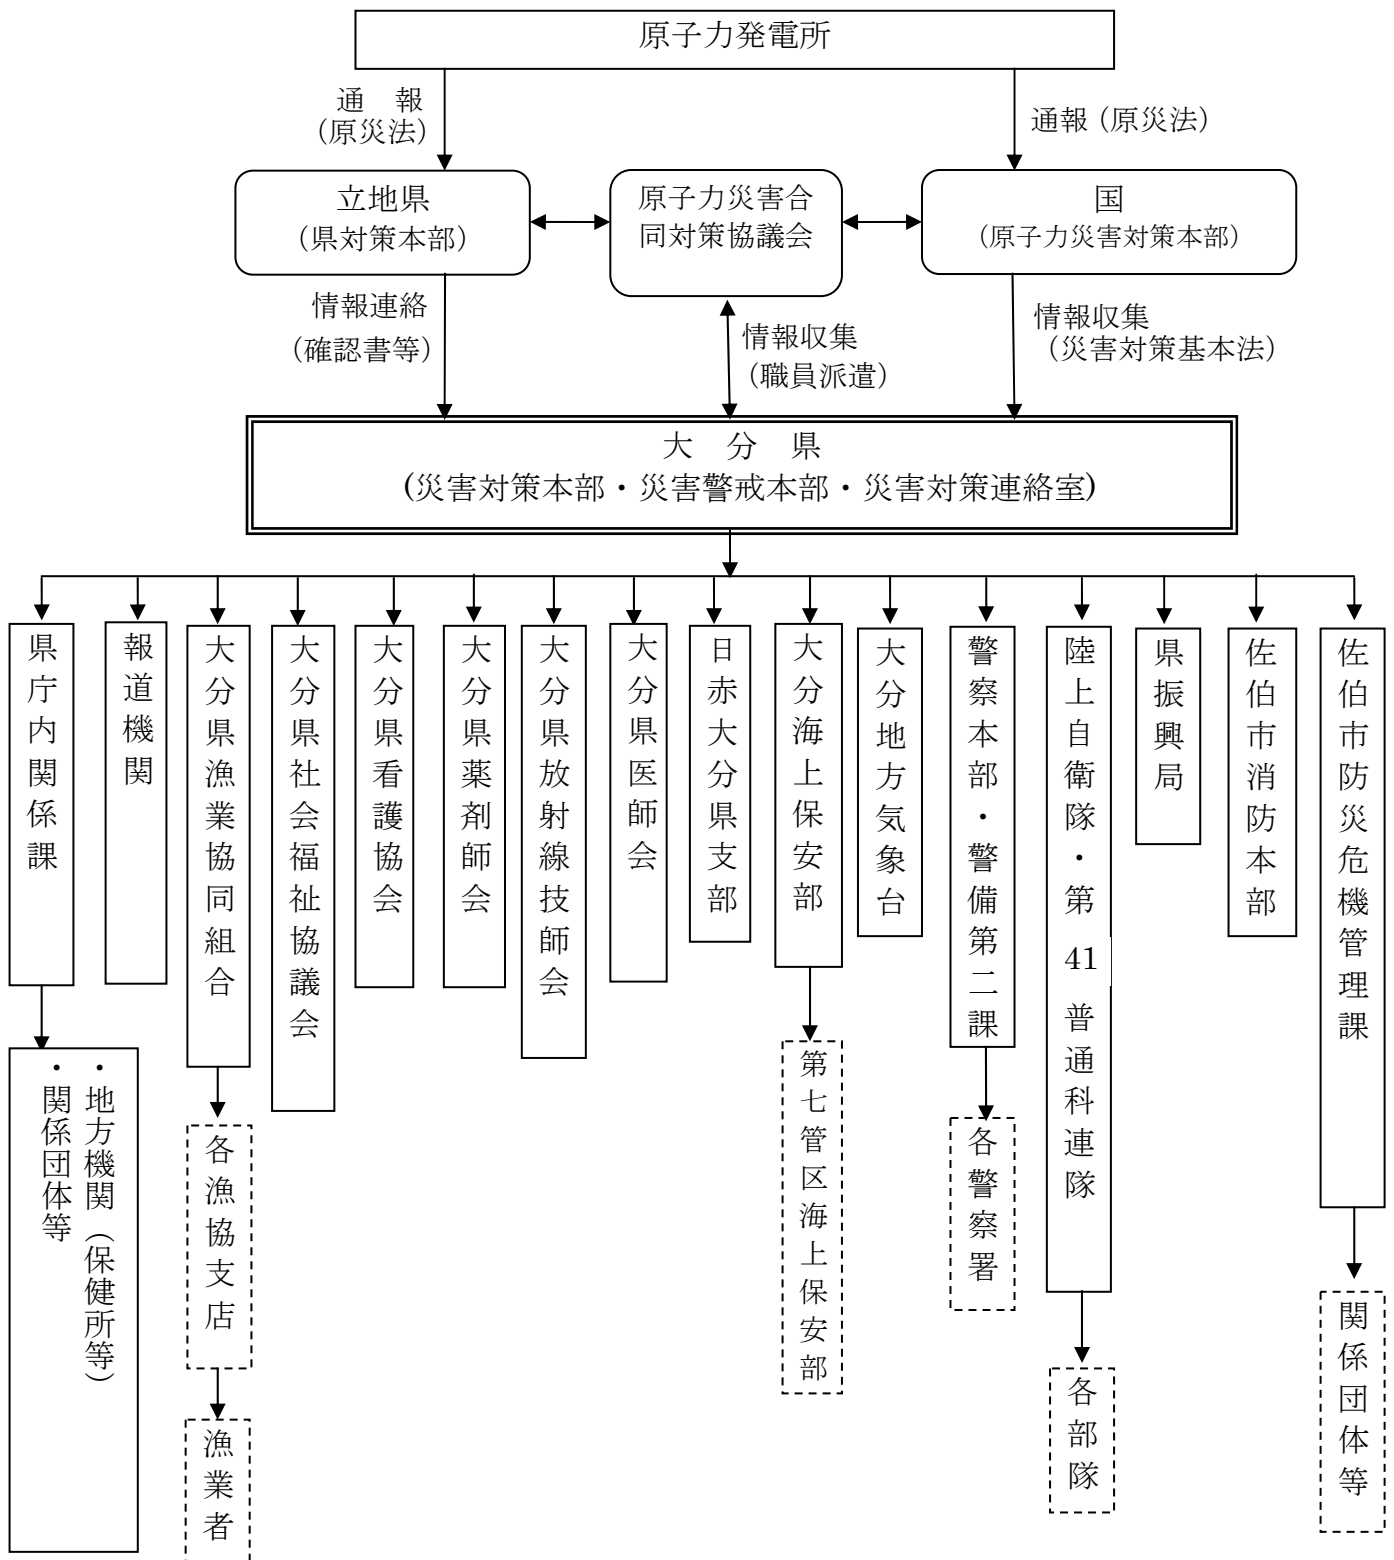 原子力発電所
通　報
（原災法）
通報（原災法）
立地県
（県対策本部）
原子力災害合
同対策協議会
国
（原子力災害対策本部）
情報連絡
（確認書等）
情報収集
（職員派遣）
情報収集
（災害対策基本法）
大　分　県
(災害対策本部・災害警戒本部・災害対策連絡室)
県庁内関係課
報道機関
大分県漁業協同組合
大分県社会福祉協議会
大分県看護協会
大分県薬剤師会
大分県放射線技師会
大分県医師会
日赤大分県支部
大分海上保安部
大分地方気象台
警察本部・警備第二課
陸上自衛隊・第41普通科連隊
県振興局
佐伯市消防本部
佐伯市防災危機管理課
・地方機関（保健所等）
・関係団体等
各漁協支店
漁業者
第七管区海上保安部
各警察署
各部隊
関係団体等